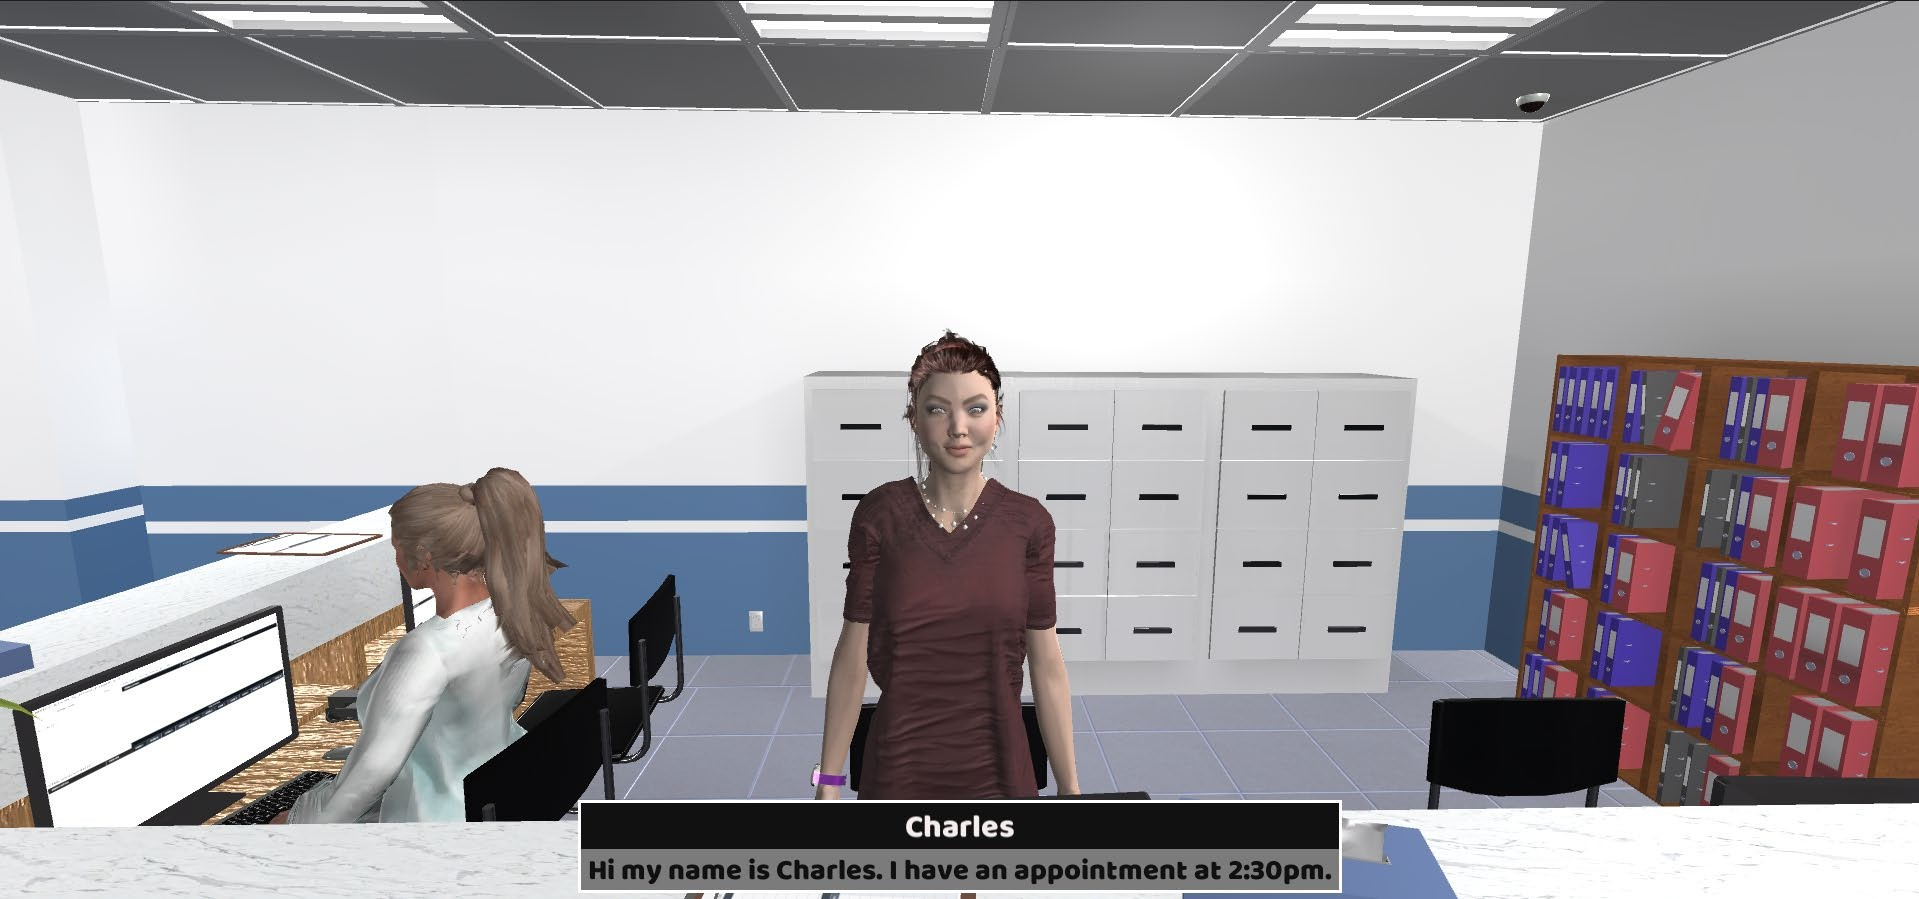 Charles
Hi my name is Charles. I have an appointment at 2:30pm.